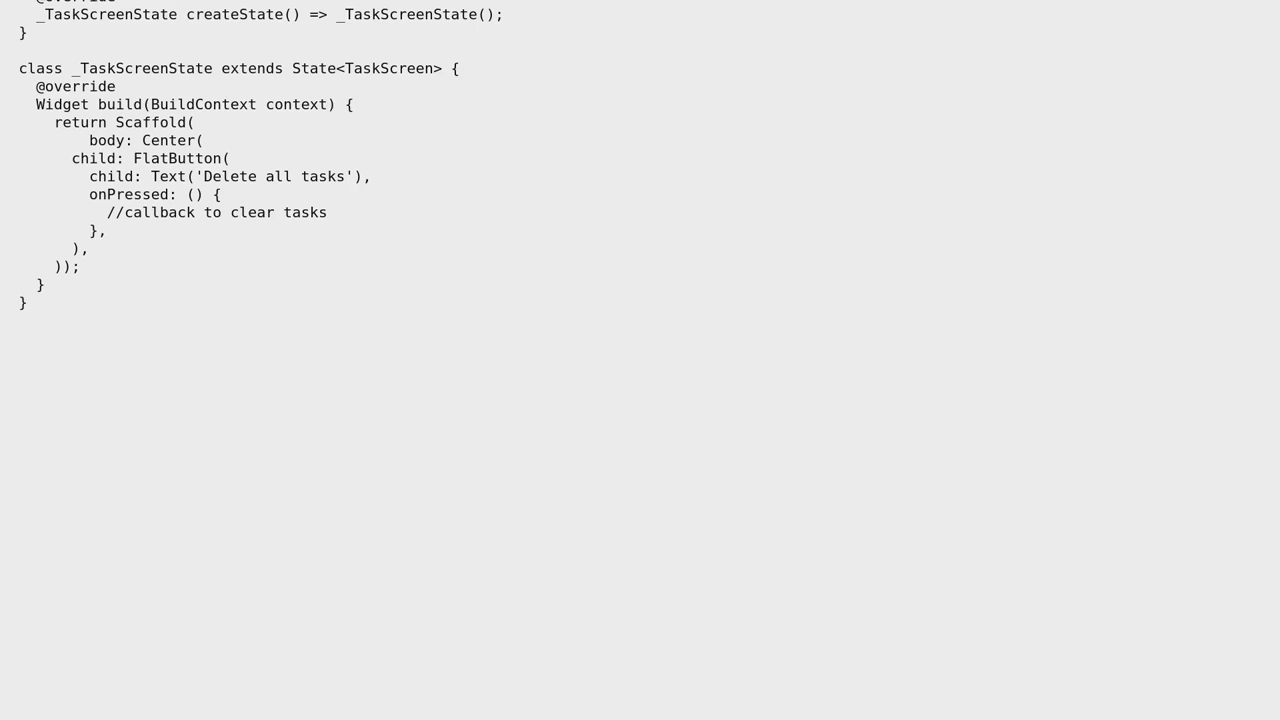 _TaskScreenState createState() => _TaskScreenState();
}
class _TaskScreenState extends State<TaskScreen> {
@override
Widget build(BuildContext context) {
return Scaffold(
body: Center(
child: FlatButton(
child: Text('Delete all tasks'),
onPressed: () {
//callback to clear tasks
},
),
));
}
}